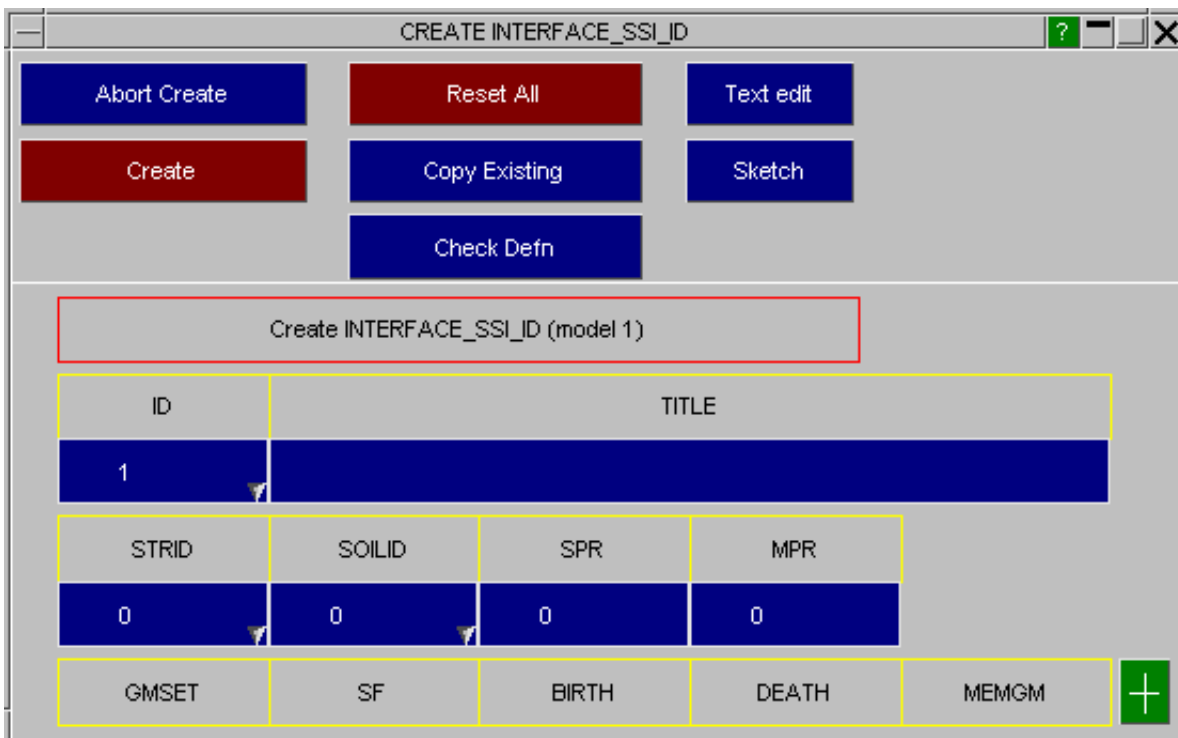 CREATE INTERFACE_SSI_ID ?
Abort Create Reset All Text edit
Create Copy Existing Sketch
Check Defn
Create INTERFACE_SSI_ID (model 1)
ID TITLE
1
STRID SOILID SPR MPR
0 0 0 0
GMSET SF BIRTH DEATH MEMGM +